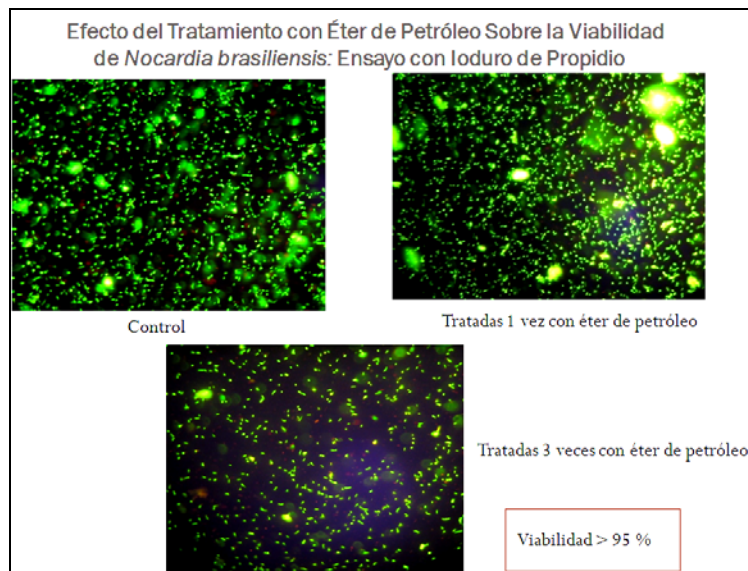 Efecto del Tratamiento con Éter de Petróleo Sobre la Viabilidad
de Nocardia brasiliensis: Ensayo con Ioduro de Propidio
Control
Tratadas 1 vez con éter de petróleo
Tratadas 3 veces con éter de petróleo
Viabilidad > 95 %